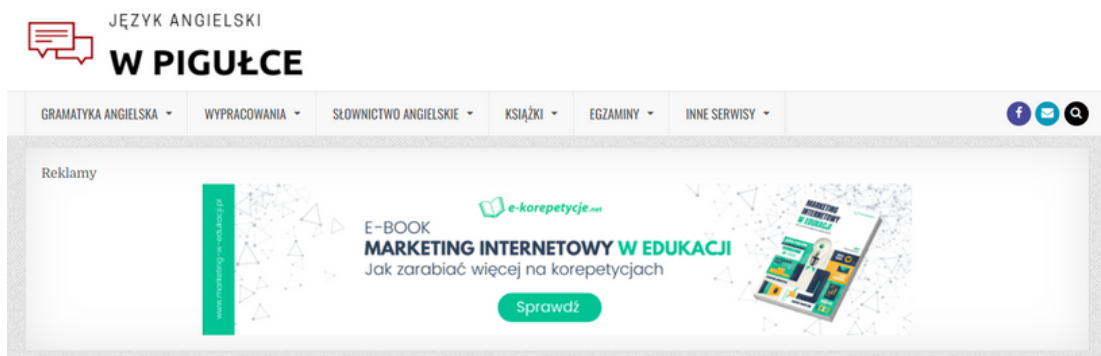 JĘZYK ANGIELSKI
W PIGUŁCE
GRAMATYKA ANGIELSKA WYPRACOWANIA SŁOWNICTWO ANGIELSKIE KSIĄŻKI EGZAMINY INNE SERWISY
Reklamy
www.marketing-w-edukacji.pl
e-korepetycje.net
E-BOOK
MARKETING INTERNETOWY W EDUKACJI
Jak zarabiać więcej na korepetycjach
Sprawdź
MARKETING
INTERNETOWY
W EDUKACJI